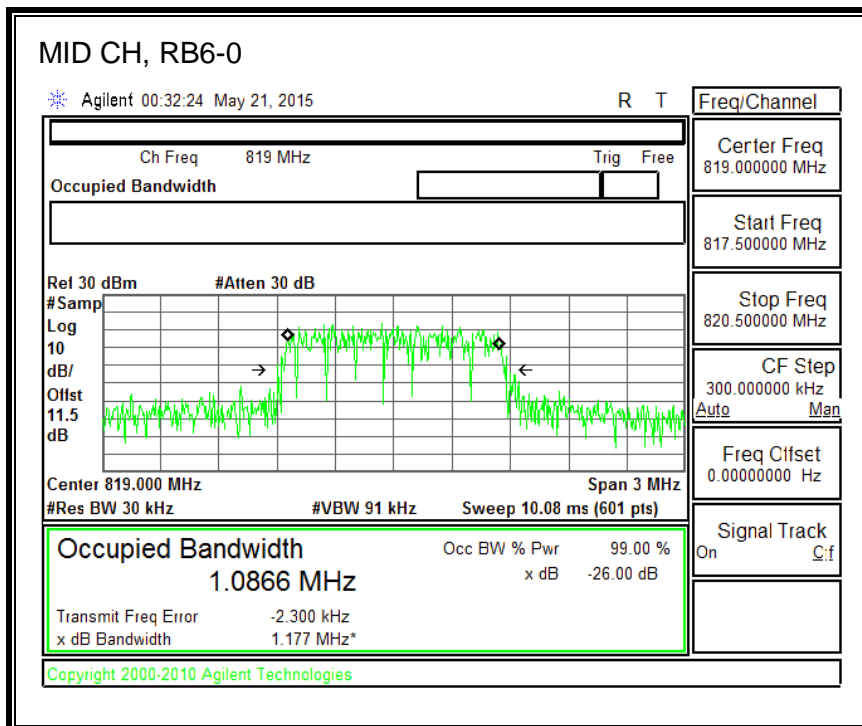 MID CH, RB6-0
Agilent 00:32:24 May 21, 2015 R T
Freq/Channel
Ch Freq 819 MHz Trig Free
Occupied Bandwidth
Center Freq
819.000000 MHz
Start Freq
817.500000 MHz
Stop Freq
820.500000 MHz
CF Step
300.000000 kHz
Auto Man
Freq Offset
0.00000000 Hz
Signal Track
On Off
Ref 30 dBm #Atten 30 dB
#Samp
Log
10
dB/
Offst
11.5
dB
Center 819.000 MHz Span 3 MHz
#Res BW 30 kHz #VBW 91 kHz Sweep 10.08 ms (601 pts)
Occupied Bandwidth Occ BW % Pwr 99.00 %
1.0866 MHz x dB -26.00 dB
Transmit Freq Error -2.300 kHz
x dB Bandwidth 1.177 MHz*
Copyright 2000-2010 Agilent Technologies